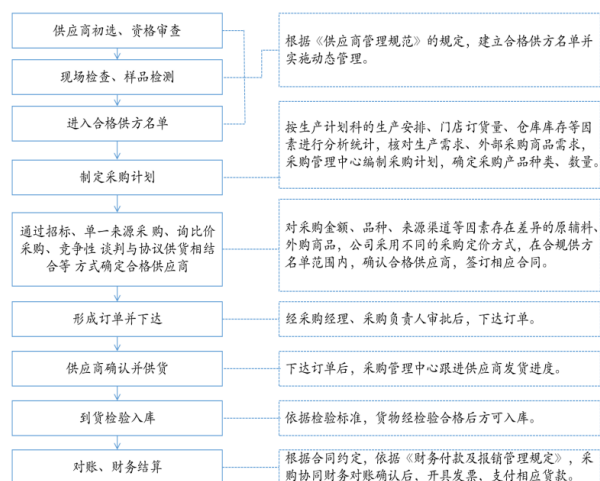 供应商初选、资格审查
根据《供应商管理规范》的规定，建立合格供方名单并
实施动态管理。
现场检查、样品检测
进入合格供方名单
按生产计划科的生产安排、门店订货量、仓库库存等因
素进行分析统计，核对生产需求、外部采购商品需求，
采购管理中心编制采购计划，确定采购产品种类、数量。
制定采购计划
通过招标、单一来源采 购、询比价
采购、竞争性 谈判与协议供货相结
合等 方式确定合格供应商
对采购金额、品种、来源渠道等因素存在差异的原辅料、
外购商品，公司采用不同的采购定价方式，在合规供方
名单范围内，确认合格供应商，签订相应合同。
形成订单并下达
经采购经理、采购负责人审批后，下达订单。
供应商确认并供货
下达订单后，采购管理中心跟进供应商发货进度。
到货检验入库
依据检验标准，货物经检验合格后方可入库。
对账、财务结算
根据合同约定，依据《财务付款及报销管理规定》，采
购协同财务对账确认后、开具发票、支付相应货款。